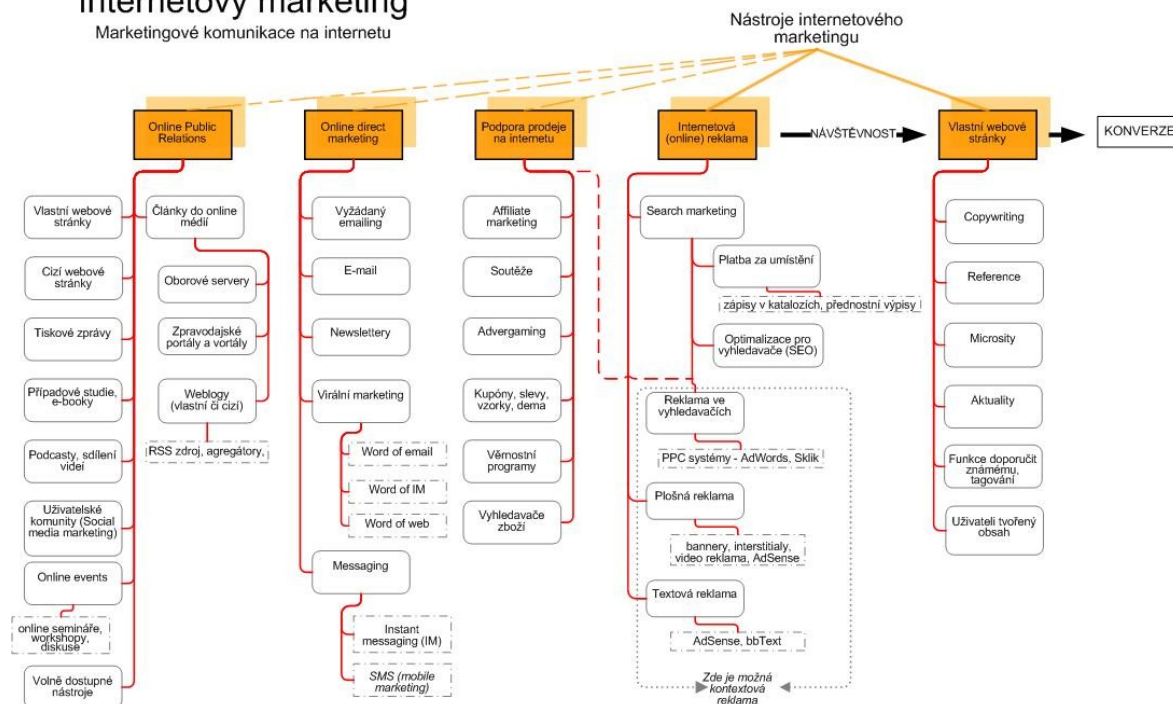 internetový marketing
Marketingové komunikace na internetu
Nástroje internetového
marketingu
Online Public
Relations
Online direct
marketing
Podpora prodeje
na internetu
Internetová
(online) reklama
NÁVŠTĚVNOST
Vlastní webové
stránky
KONVERZE
Vlastní webové
stránky
Cizí webové
stránky
Tiskové zprávy
Případové studie,
e-booky
Podcasty, sdílení
videí
Uživatelské
komunity (Social
media marketing)
Online events
online semináře,
workshopy,
diskuse
Volně dostupné
nástroje
Články do online
médií
Oborové servery
Zpravodajské
portály a vortály
Weblogy
(vlastní či cizí)
RSS zdroj, agregátory,
Vyžádaný
emailing
E-mail
Newslettery
Virální marketing
Word of email
Word of IM
Word of web
Messaging
Instant
messaging (IM)
SMS (mobile
marketing)
Affiliate
marketing
Soutěže
Advergaming
Kupóny, slevy,
vzorky, dema
Věrnostní
programy
Vyhledavače
zboží
Search marketing
Platba za umístění
zápisy v katalozích, přednostní výpisy
Optimalizace pro
vyhledavače (SEO)
Reklama ve
vyhledavačích
PPC systémy - AdWords, Sklik
Plošná reklama
bannery, interstitialy,
video reklama, AdSense
Textová reklama
AdSense, bbText
Zde je možná
kontextová
reklama
Copywriting
Reference
Microsity
Aktuality
Funkce doporučit
známému,
tagování
Uživateli tvořený
obsah